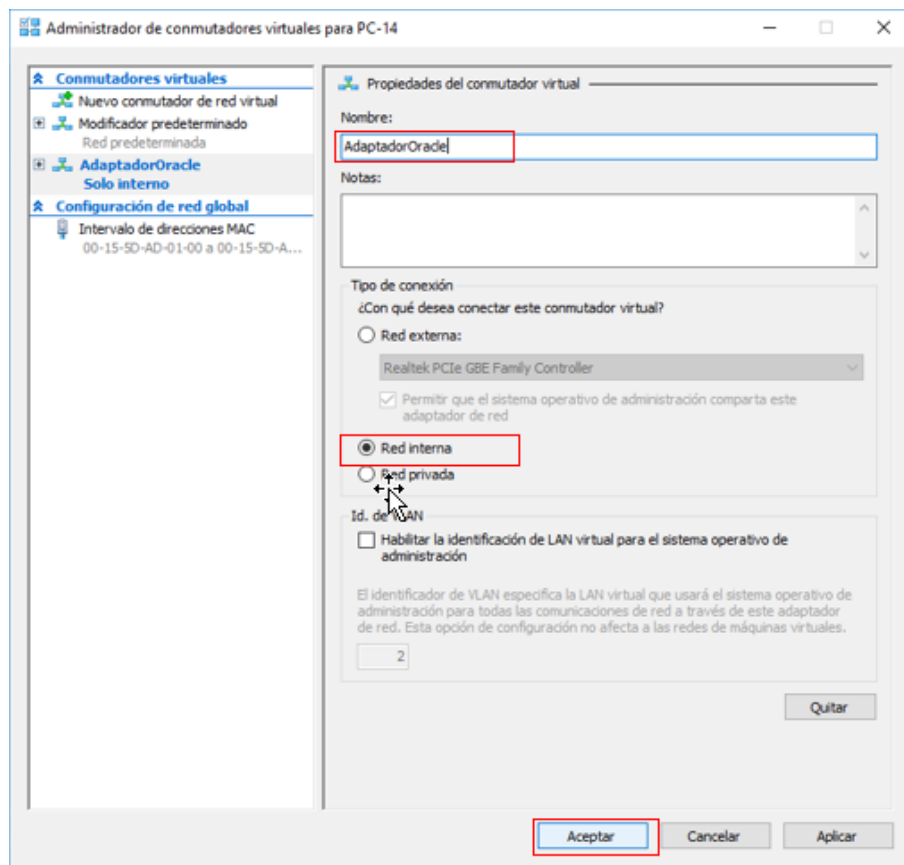 Administrador de conmutadores virtuales para PC-14
Conmutadores virtuales
Nuevo conmutador de red virtual
Modificador predeterminado
Red predeterminada
AdaptadorOracle
Solo interno
Configuración de red global
Intervalo de direcciones MAC
00-15-5D-AD-01-00 a 00-15-5D-A...
Propiedades del conmutador virtual
Nombre:
AdaptadorOracle
Notas:
Tipo de conexión
¿Con qué desea conectar este conmutador virtual?
Red externa:
Realtek PCIe GBE Family Controller
Permitir que el sistema operativo de administración comparta este
adaptador de red
Red interna
Red privada
Id. de VLAN
Habilitar la identificación de LAN virtual para el sistema operativo de
administración
El identificador de VLAN especifica la LAN virtual que usará el sistema operativo de
administración para todas las comunicaciones de red a través de este adaptador
de red. Esta opción de configuración no afecta a las redes de máquinas virtuales.
2
Quitar
Aceptar
Cancelar
Aplicar